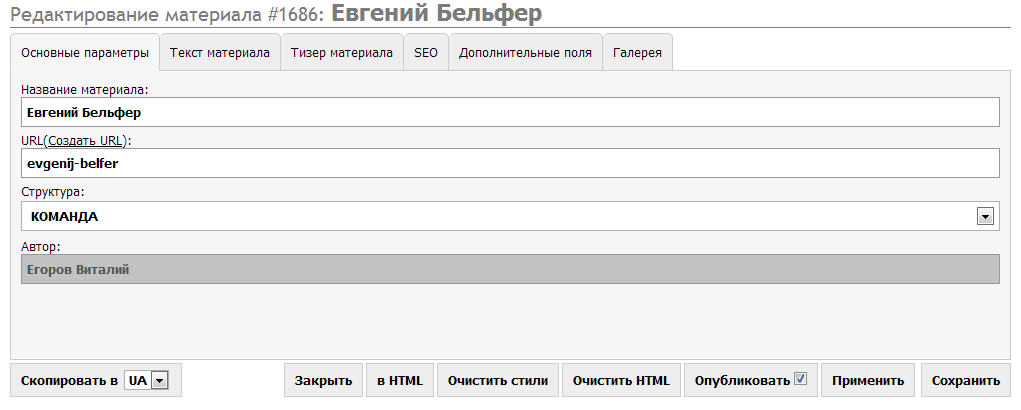 Редактирование материала #1686: Евгений Бельфер
Основные параметры Текст материала Тизер материала SEO Дополнительные поля Галерея
Название материала:
Евгений Бельфер
URL(Создать URL):
evgenij-belfer
Структура:
КОМАНДА
Автор:
Егоров Виталий
Скопировать в UA Закрыть в HTML Очистить стили Очистить HTML Опубликовать Применить Сохранить